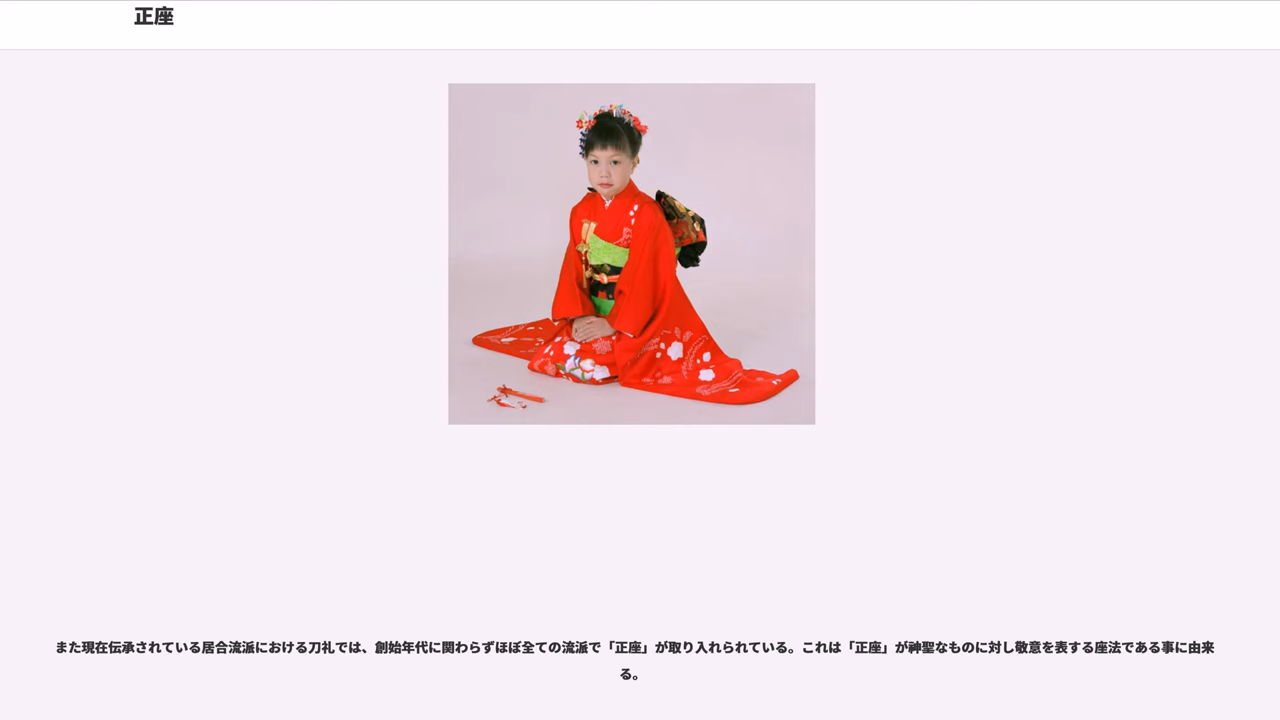 正座
また現在伝承されている居合流派における刀礼では、創始年代に関わらずほぼ全ての流派で「正座」が取り入れられている。これは「正座」が神聖なものに対し敬意を表する座法である事に由来
る。